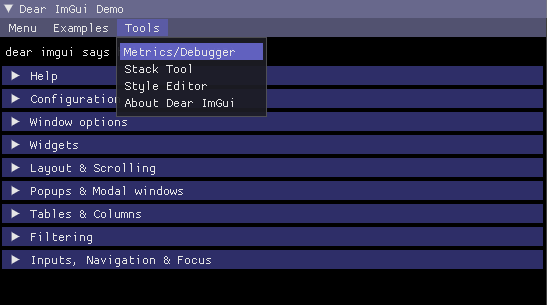 Dear ImGui Demo
Menu Examples Tools
dear imgui says
Metrics/Debugger
Stack Tool
Style Editor
About Dear ImGui
Help
Configuration
Window options
Widgets
Layout & Scrolling
Popups & Modal windows
Tables & Columns
Filtering
Inputs, Navigation & Focus